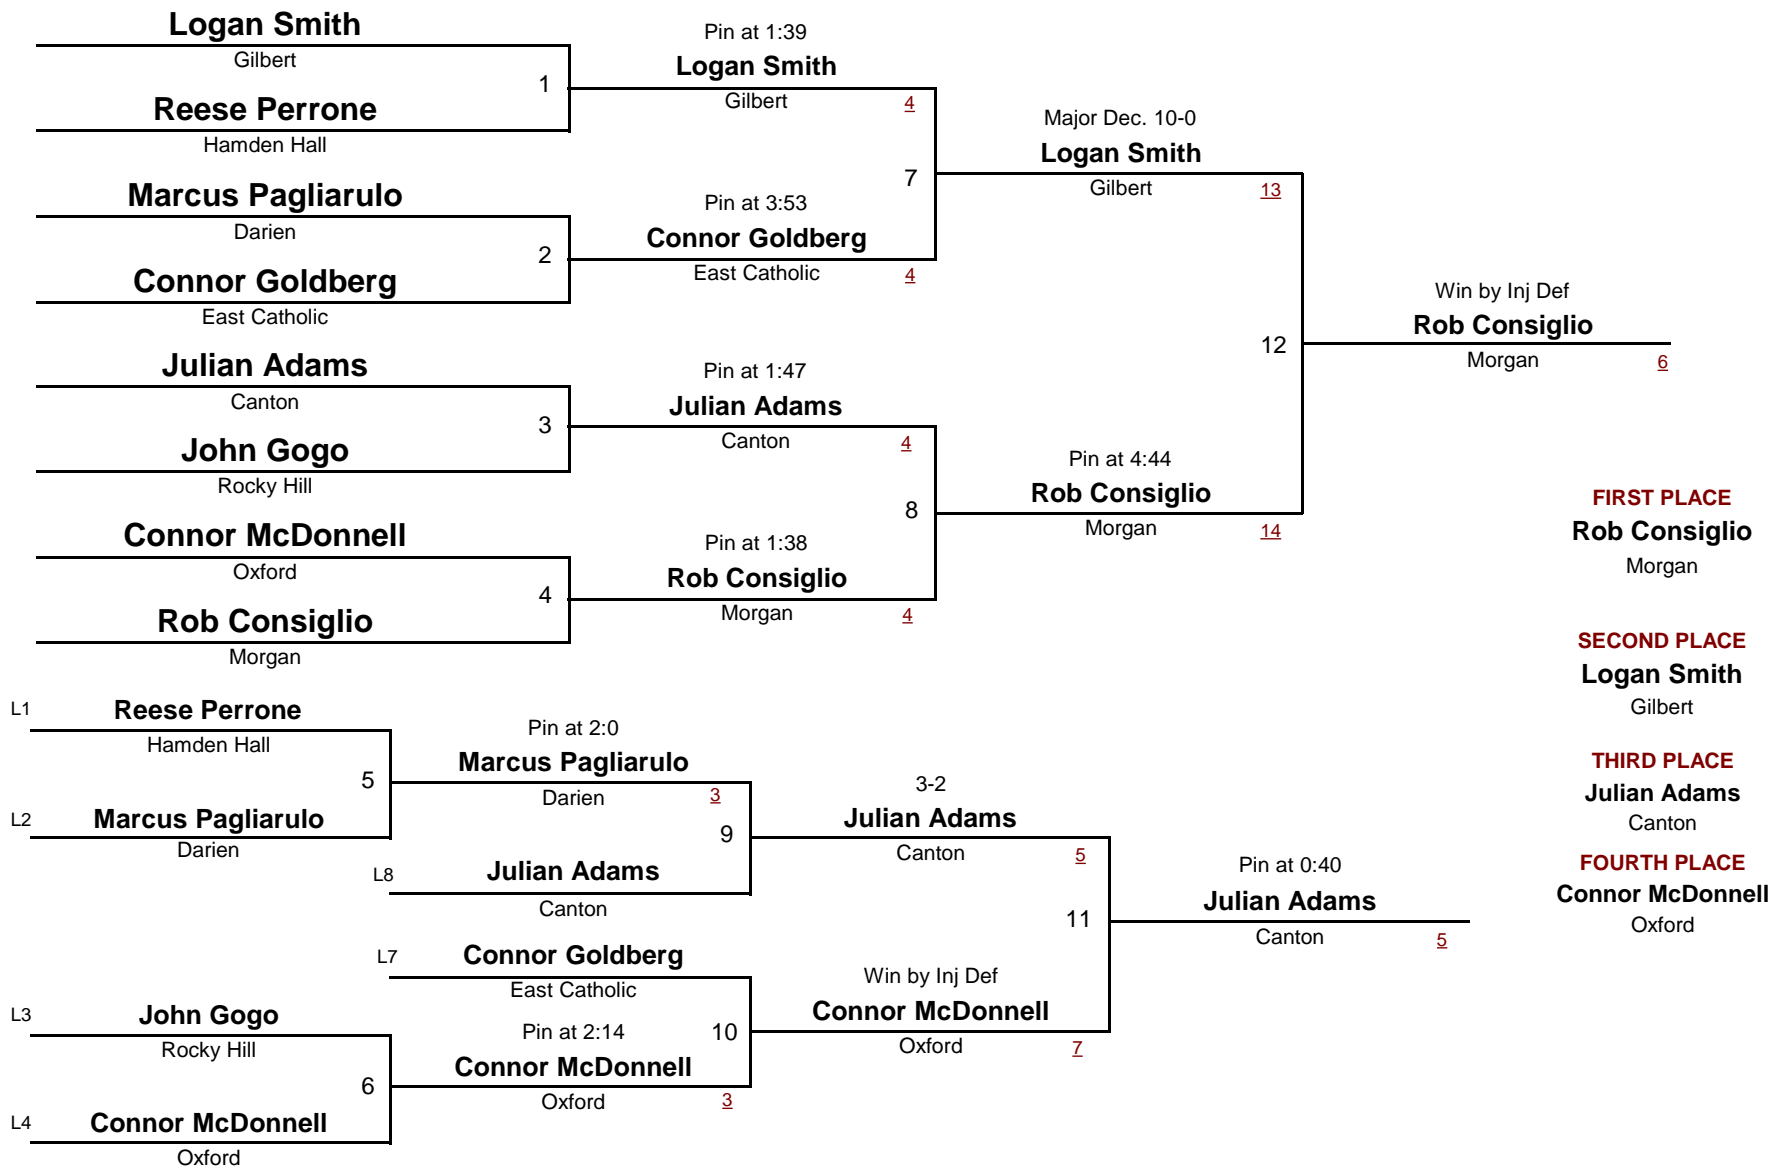 Logan Smith
Gilbert
1
Reese Perrone
Hamden Hall
Marcus Pagliarulo
Darien
2
Connor Goldberg
East Catholic
Julian Adams
Canton
3
John Gogo
Rocky Hill
Connor McDonnell
Oxford
4
Rob Consiglio
Morgan
Pin at 1:39
Logan Smith
Gilbert 4
7
Pin at 3:53
Connor Goldberg
East Catholic 4
Pin at 1:47
Julian Adams
Canton 4
8
Pin at 1:38
Rob Consiglio
Morgan 4
Major Dec. 10-0
Logan Smith
Gilbert 13
12
Pin at 4:44
Rob Consiglio
Morgan 14
Win by Inj Def
Rob Consiglio
Morgan 6
FIRST PLACE
Rob Consiglio
Morgan
SECOND PLACE
Logan Smith
Gilbert
THIRD PLACE
Julian Adams
Canton
FOURTH PLACE
Connor McDonnell
Oxford
L1 Reese Perrone
Hamden Hall
5
L2 Marcus Pagliarulo
Darien
Pin at 2:0
Marcus Pagliarulo
Darien 3
9
L8 Julian Adams
Canton
L7 Connor Goldberg
East Catholic
10
L3 John Gogo
Rocky Hill
6
L4 Connor McDonnell
Oxford
Pin at 2:14
Connor McDonnell
Oxford 3
3-2
Julian Adams
Canton 5
11
Win by Inj Def
Connor McDonnell
Oxford 7
Pin at 0:40
Julian Adams
Canton 5